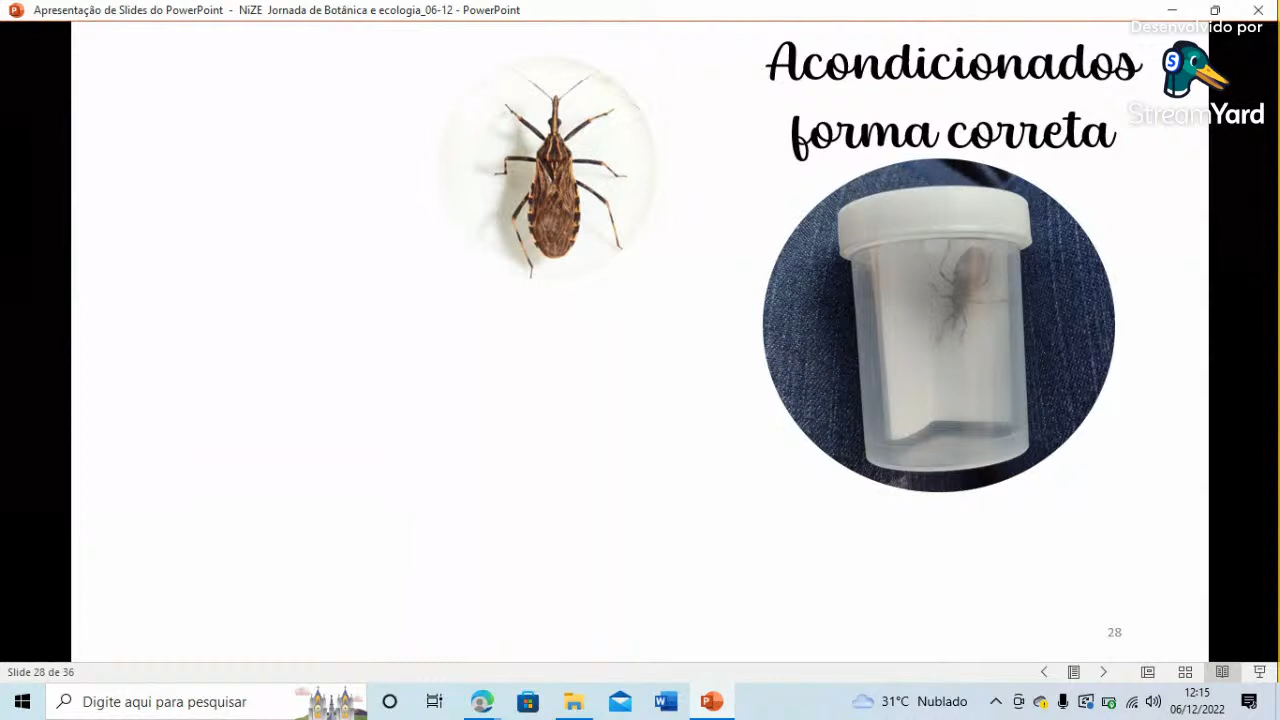 Apresentação de Slides do PowerPoint - NiZE Jornada de Botânica e ecologia_06-12 - PowerPoint
Desenvolvido por
StreamYard
Acondicionados
forma correta
28
Slide 28 de 36
Digite aqui para pesquisar
31°C Nublado
12:15
06/12/2022